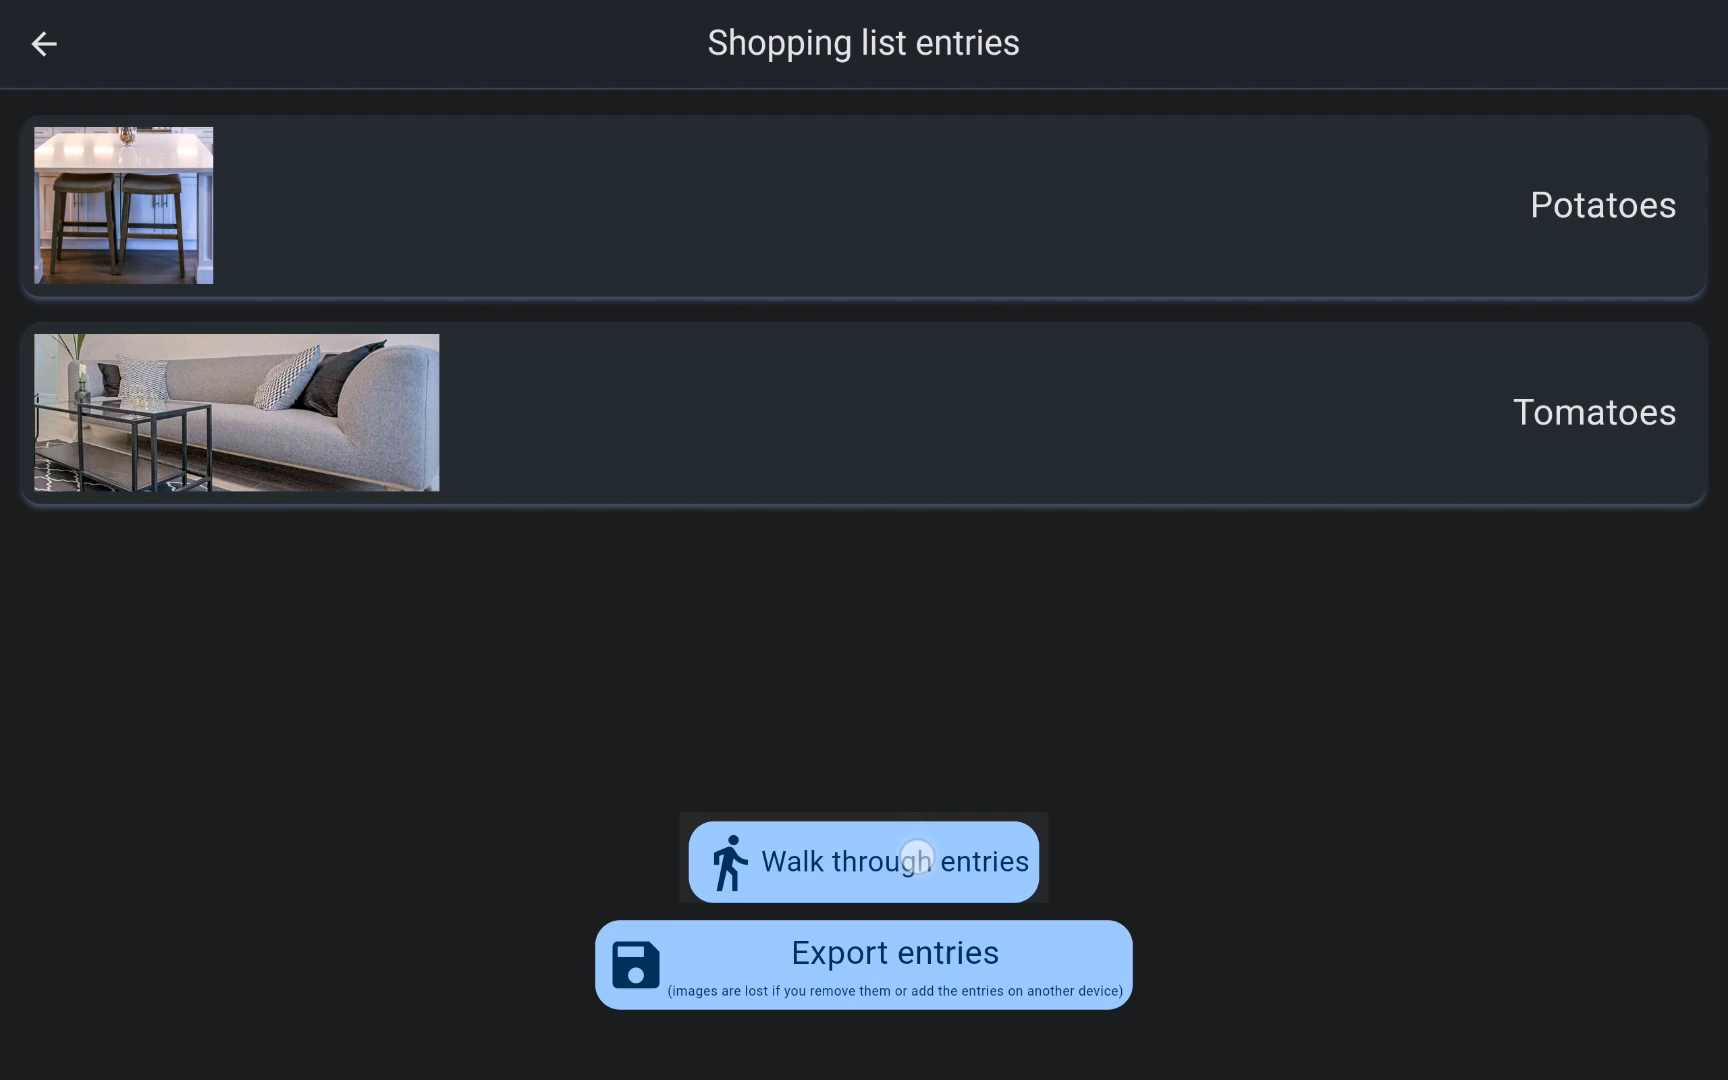 Shopping list entries
Potatoes
Tomatoes
Walk through entries
Export entries
(images are lost if you remove them or add the entries on another device)